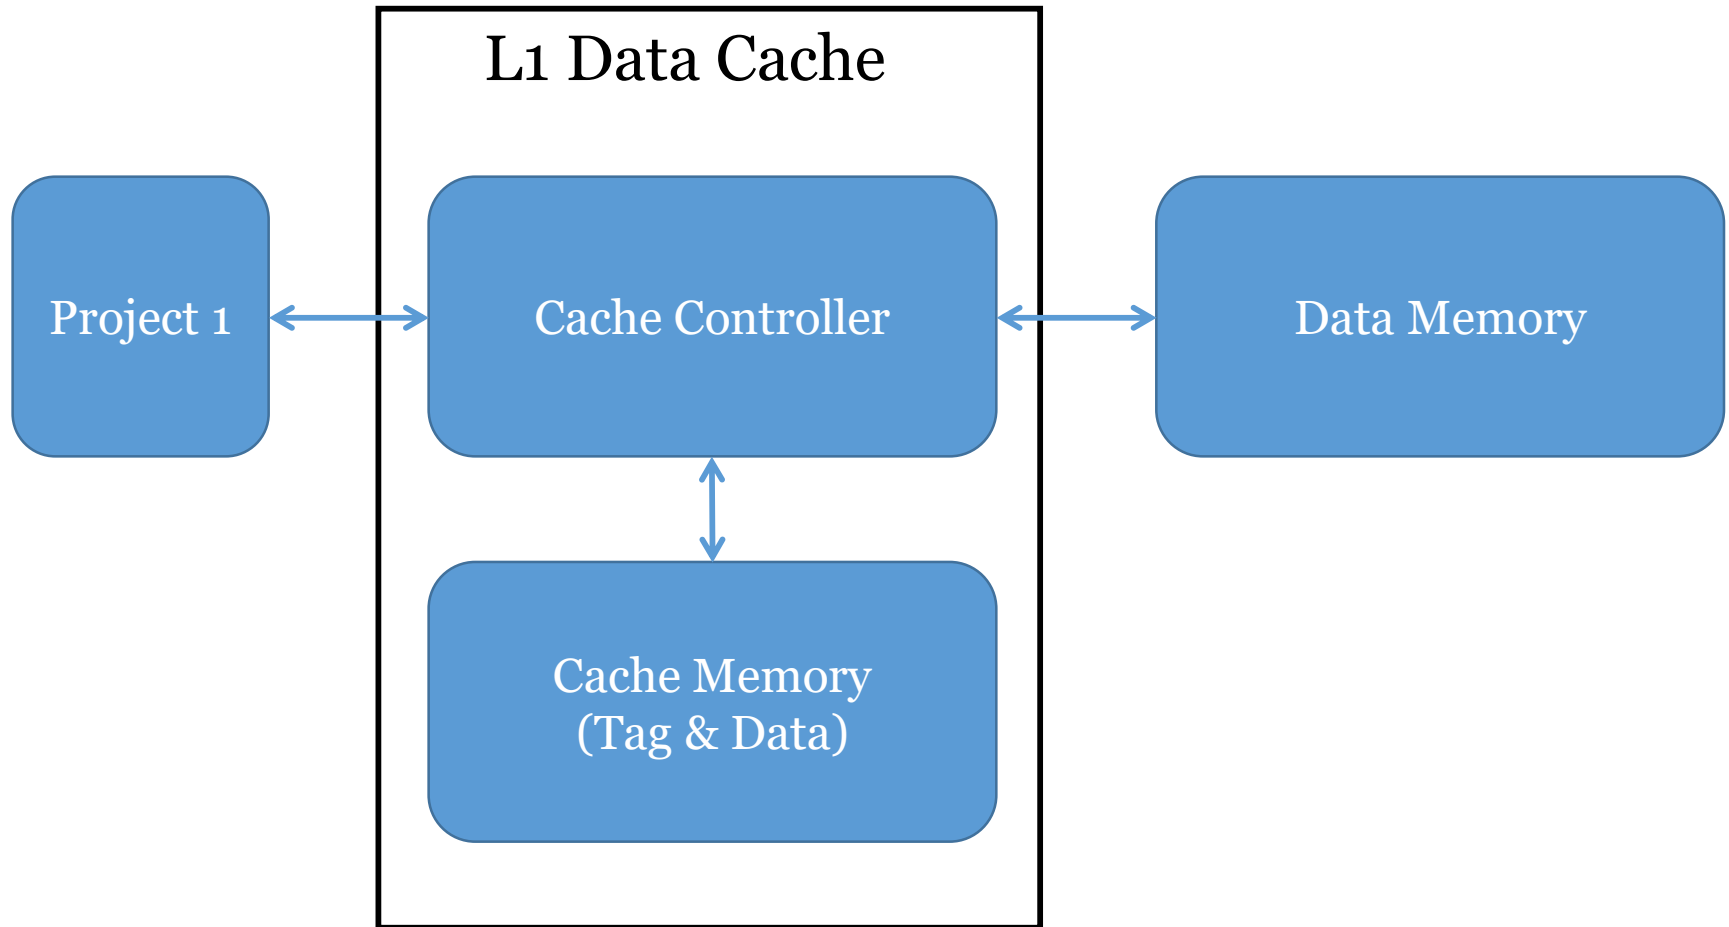 L1 Data Cache
Project 1
Cache Controller
Data Memory
Cache Memory
(Tag & Data)